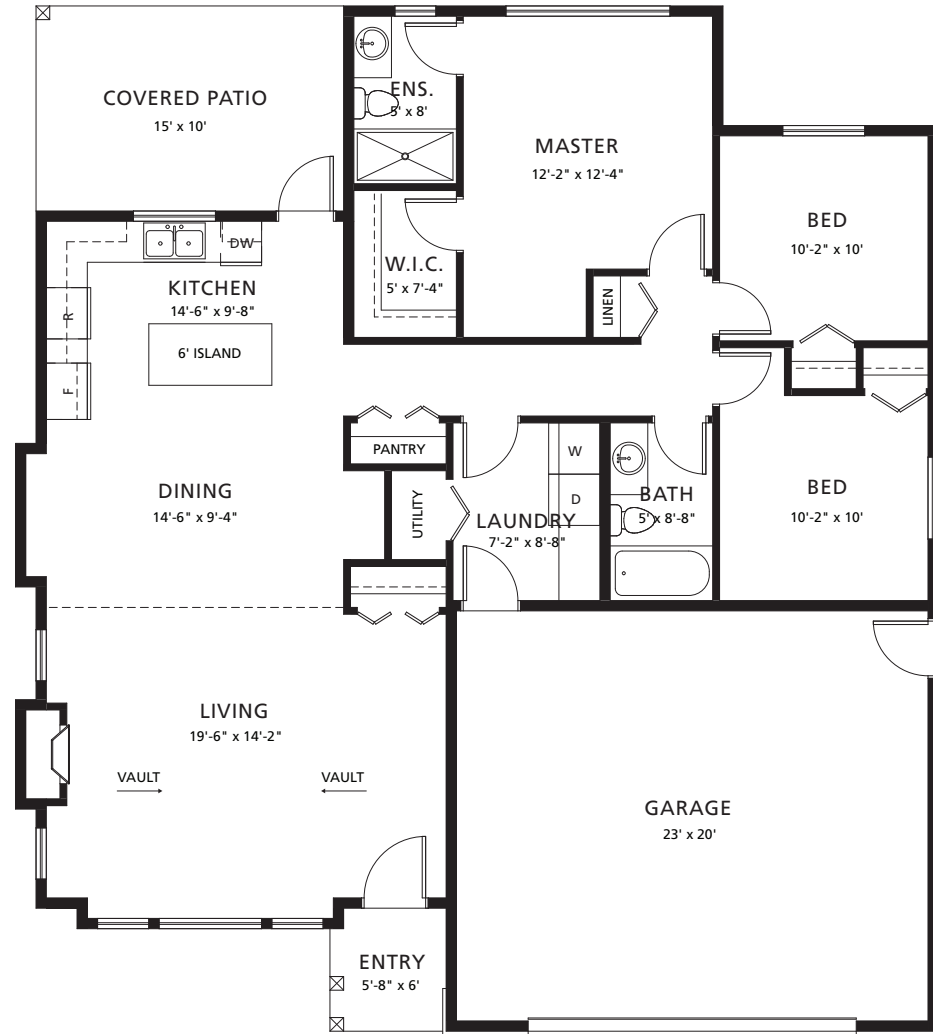 COVERED PATIO
15' x 10'
ENS.
5' x 8'
MASTER
12'-2" x 12'-4"
BED
10'-2" x 10'
DW
W.I.C.
5' x 7'-4"
KITCHEN
14'-6" x 9'-8"
LINEN
R
6' ISLAND
F
PANTRY
W
DINING
14'-6" x 9'-4"
UTILITY
D
LAUNDRY
7'-2" x 8'-8"
BATH
5' x 8'-8"
BED
10'-2" x 10'
LIVING
19'-6" x 14'-2"
VAULT
VAULT
GARAGE
23' x 20'
ENTRY
5'-8" x 6'